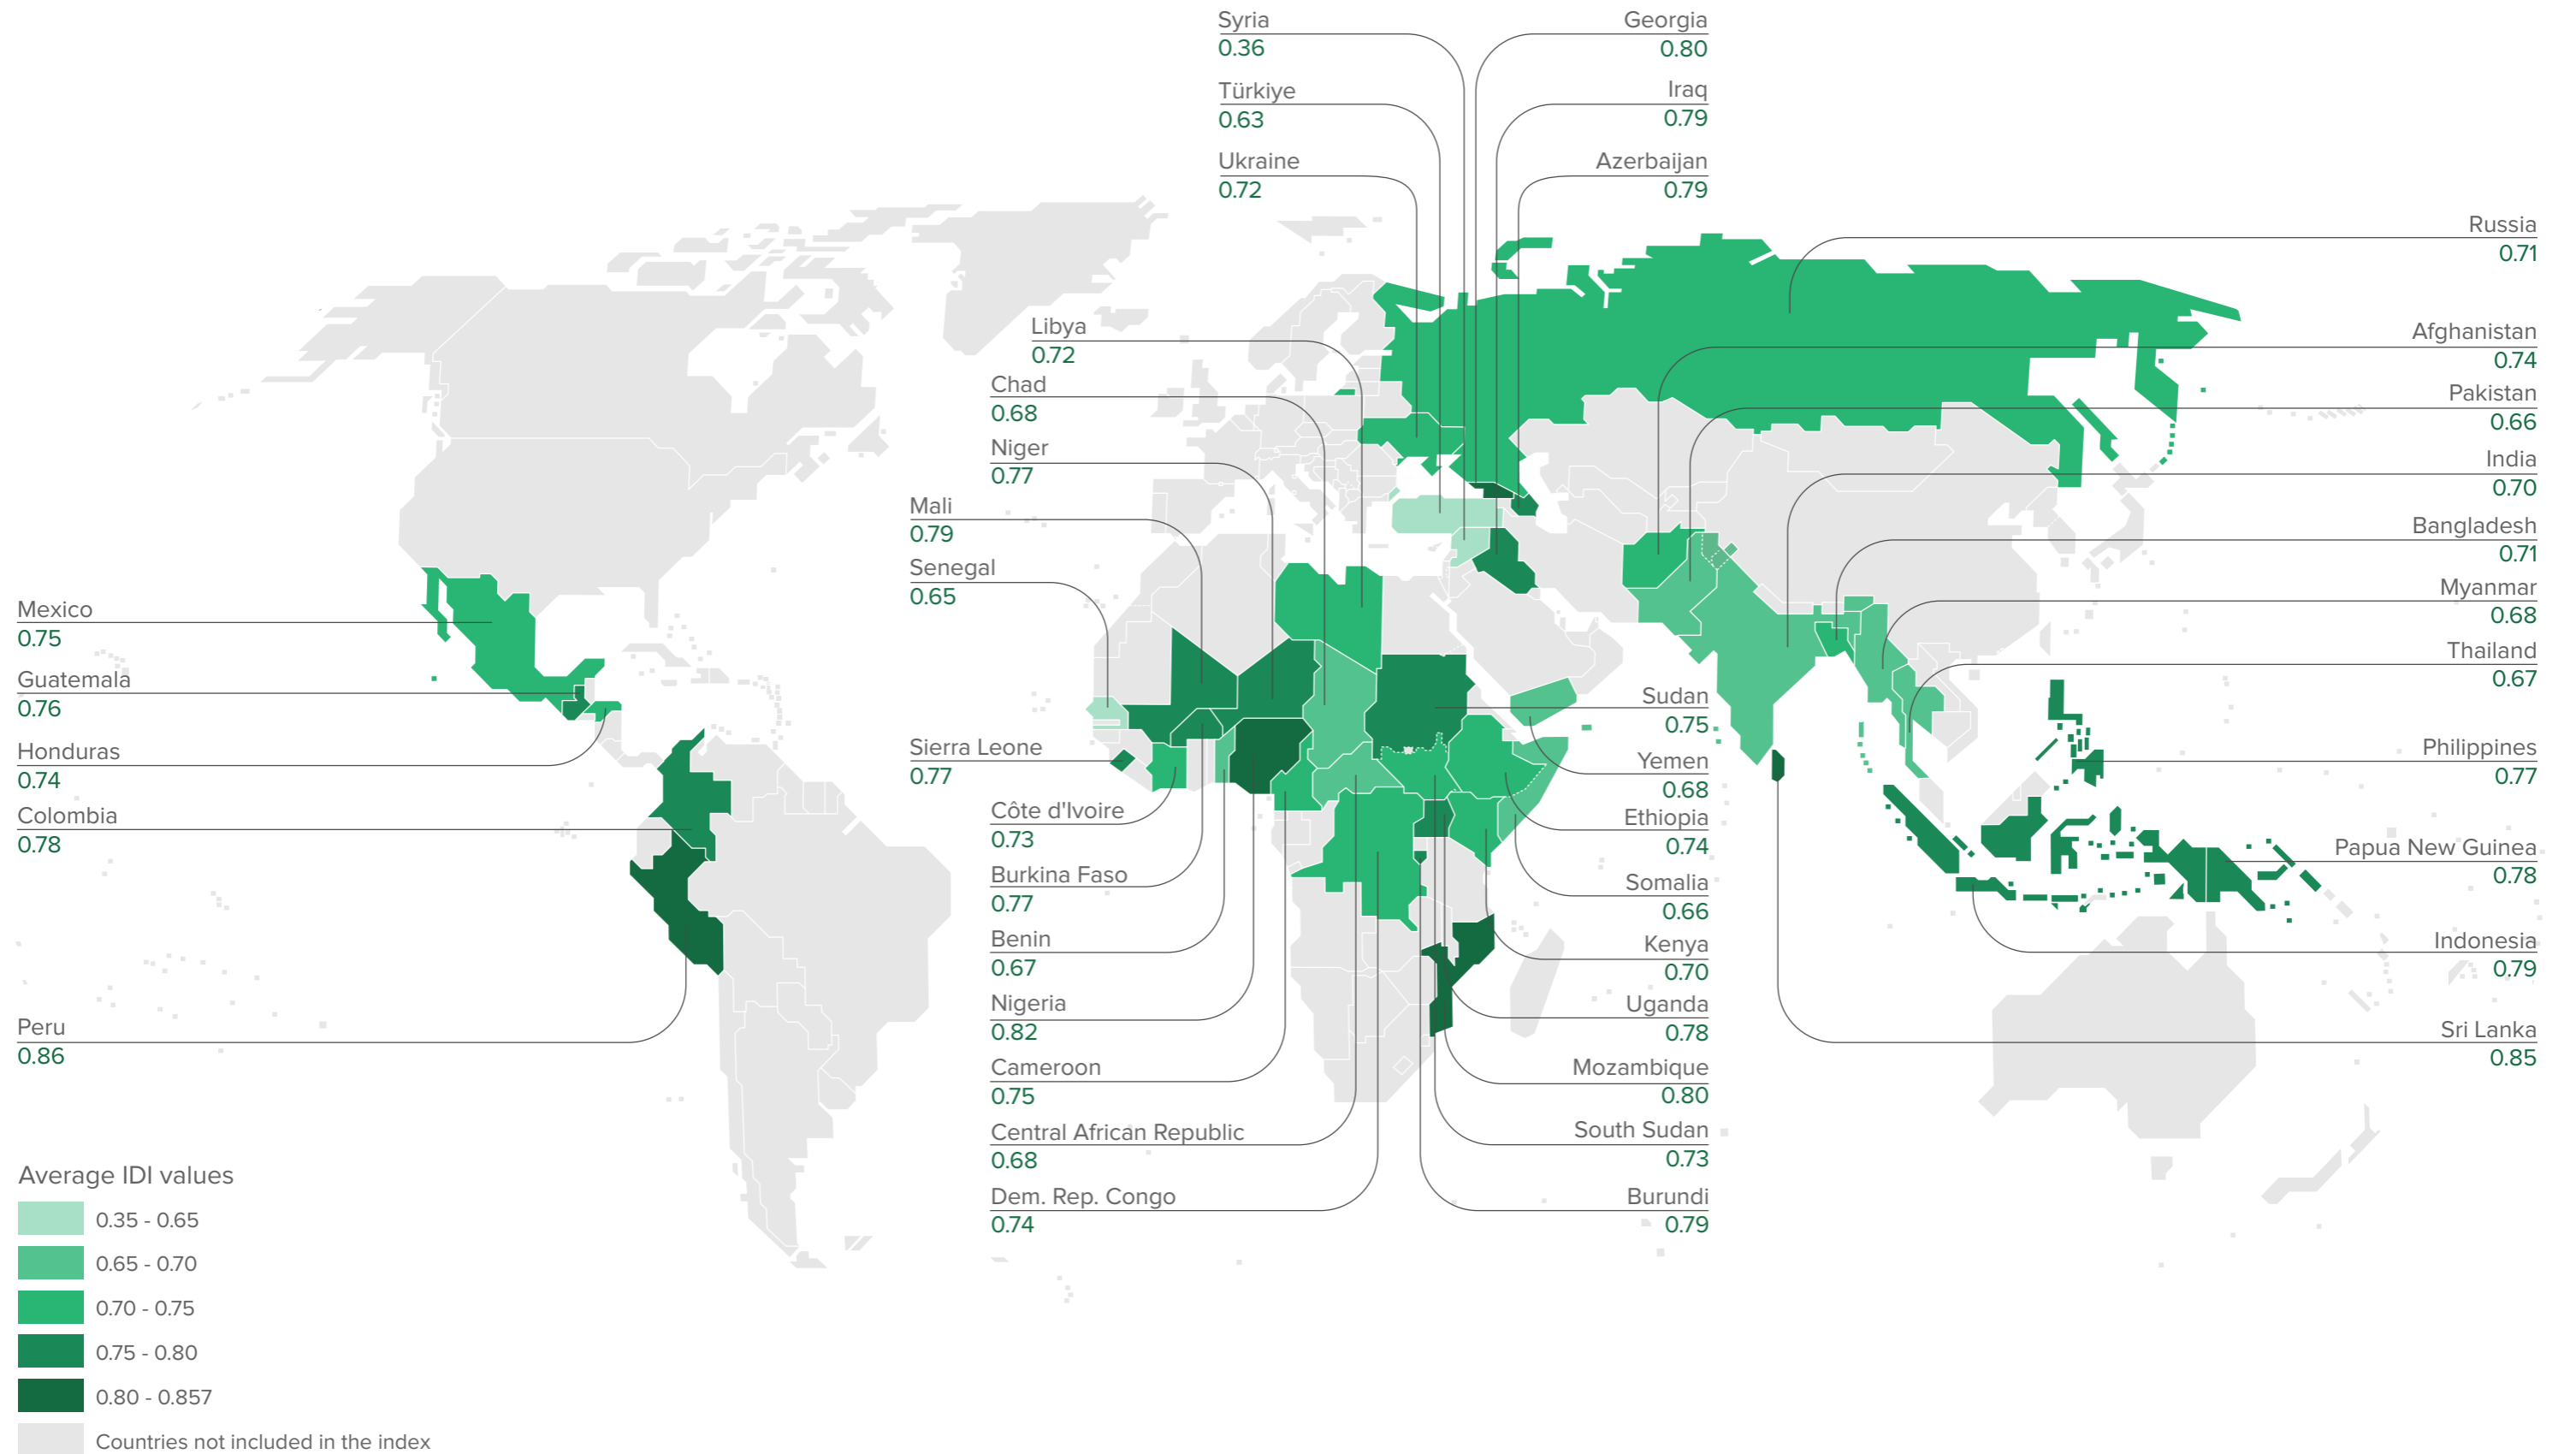 Syria
0.36
Türkiye
0.63
Ukraine
0.72
Georgia
0.80
Iraq
0.79
Azerbaijan
0.79
Libya
0.72
Chad
0.68
Niger
0.77
Mali
0.79
Senegal
0.65
Sierra Leone
0.77
Côte d'Ivoire
0.73
Burkina Faso
0.77
Benin
0.67
Nigeria
0.82
Cameroon
0.75
Central African Republic
0.68
Dem. Rep. Congo
0.74
Sudan
0.75
Yemen
0.68
Ethiopia
0.74
Somalia
0.66
Kenya
0.70
Uganda
0.78
Mozambique
0.80
South Sudan
0.73
Burundi
0.79
Russia
0.71
Afghanistan
0.74
Pakistan
0.66
India
0.70
Bangladesh
0.71
Myanmar
0.68
Thailand
0.67
Philippines
0.77
Papua New Guinea
0.78
Indonesia
0.79
Sri Lanka
0.85
Mexico
0.75
Guatemala
0.76
Honduras
0.74
Colombia
0.78
Peru
0.86
Average IDI values
0.35 - 0.65
0.65 - 0.70
0.70 - 0.75
0.75 - 0.80
0.80 - 0.857
Countries not included in the index